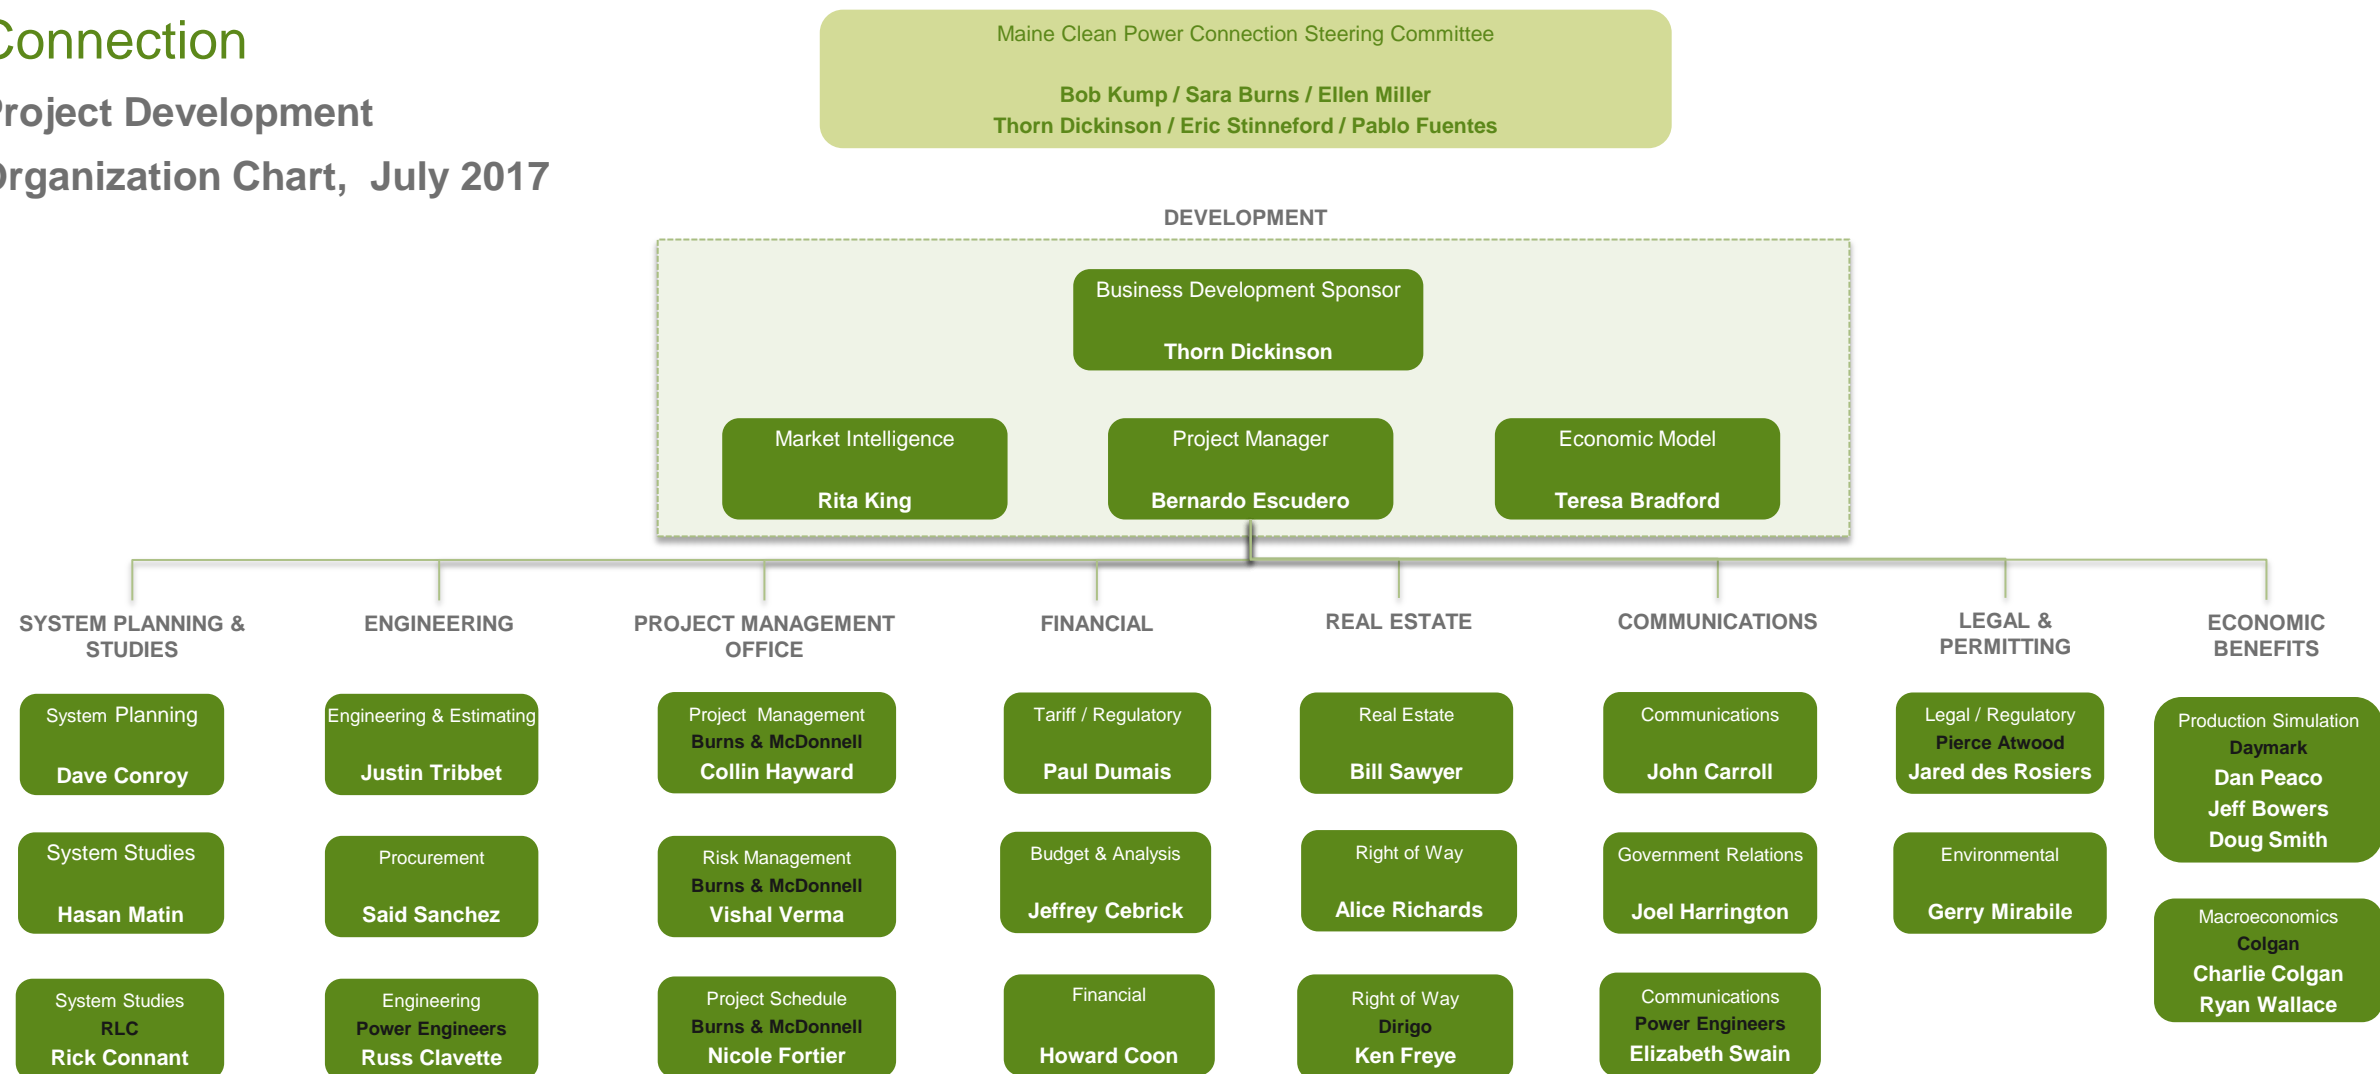 Connection
Project Development
Organization Chart, July 2017
Maine Clean Power Connection Steering Committee
Bob Kump / Sara Burns / Ellen Miller
Thorn Dickinson / Eric Stinneford / Pablo Fuentes
DEVELOPMENT
Business Development Sponsor
Thorn Dickinson
Market Intelligence
Rita King
Project Manager
Bernardo Escudero
Economic Model
Teresa Bradford
SYSTEM PLANNING &
STUDIES
System Planning
Dave Conroy
System Studies
Hasan Matin
System Studies
RLC
Rick Connant
ENGINEERING
Engineering & Estimating
Justin Tribbet
Procurement
Said Sanchez
Engineering
Power Engineers
Russ Clavette
PROJECT MANAGEMENT
OFFICE
Project Management
Burns & McDonnell
Collin Hayward
Risk Management
Burns & McDonnell
Vishal Verma
Project Schedule
Burns & McDonnell
Nicole Fortier
FINANCIAL
Tariff / Regulatory
Paul Dumais
Budget & Analysis
Jeffrey Cebrick
Financial
Howard Coon
REAL ESTATE
Real Estate
Bill Sawyer
Right of Way
Alice Richards
Right of Way
Dirigo
Ken Freye
COMMUNICATIONS
Communications
John Carroll
Government Relations
Joel Harrington
Communications
Power Engineers
Elizabeth Swain
LEGAL &
PERMITTING
Legal / Regulatory
Pierce Atwood
Jared des Rosiers
Environmental
Gerry Mirabile
ECONOMIC
BENEFITS
Production Simulation
Daymark
Dan Peaco
Jeff Bowers
Doug Smith
Macroeconomics
Colgan
Charlie Colgan
Ryan Wallace